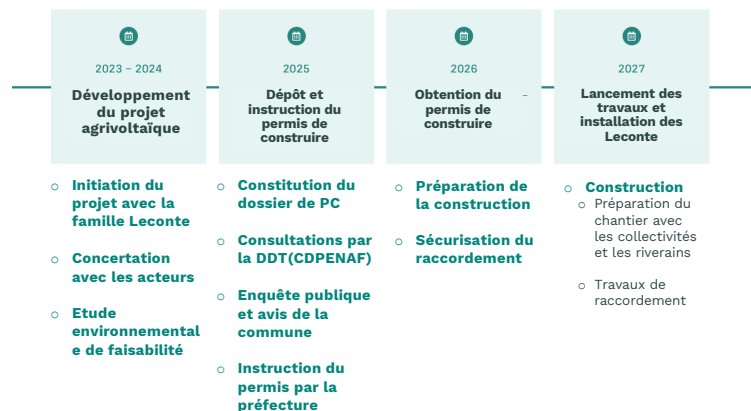 2023 – 2024
Développement
du projet
agrivoltaïque
○ Initiation du
projet avec la
famille Leconte
○ Concertation
avec les acteurs
○ Etude
environnemental
e de faisabilité
2025
Dépôt et
instruction du
permis de
construire
○ Constitution du
dossier de PC
○ Consultations par
la DDT(CDPENAF)
○ Enquête publique
et avis de la
commune
○ Instruction du
permis par la
préfecture
2026
Obtention du
permis de
construire
–
○ Préparation de
la construction
○ Sécurisation du
raccordement
2027
Lancement des
travaux et
installation des
Leconte
○ Construction
○ Préparation du
chantier avec
les collectivités
et les riverains
○ Travaux de
raccordement